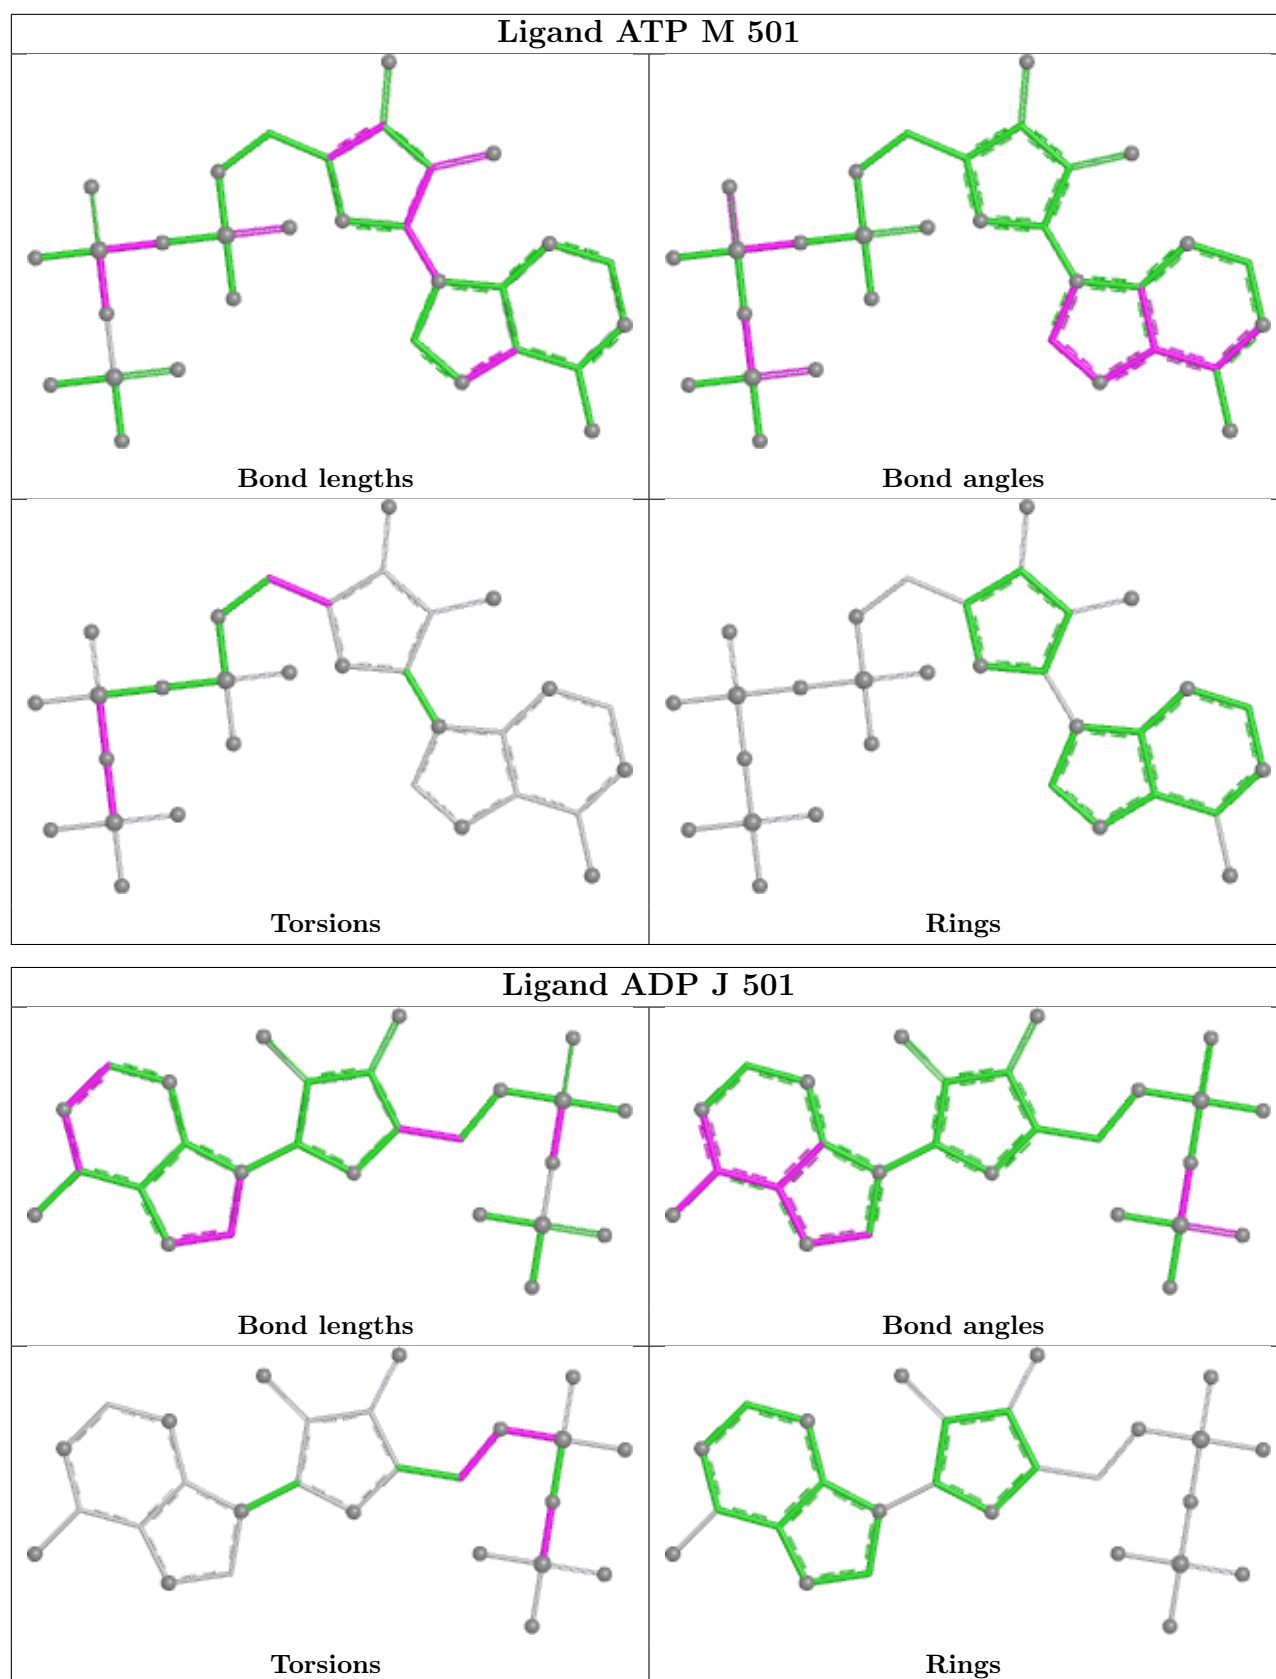 Ligand ATP M 501
Bond lengths
Bond angles
Torsions
Rings
Ligand ADP J 501
Bond lengths
Bond angles
Torsions
Rings